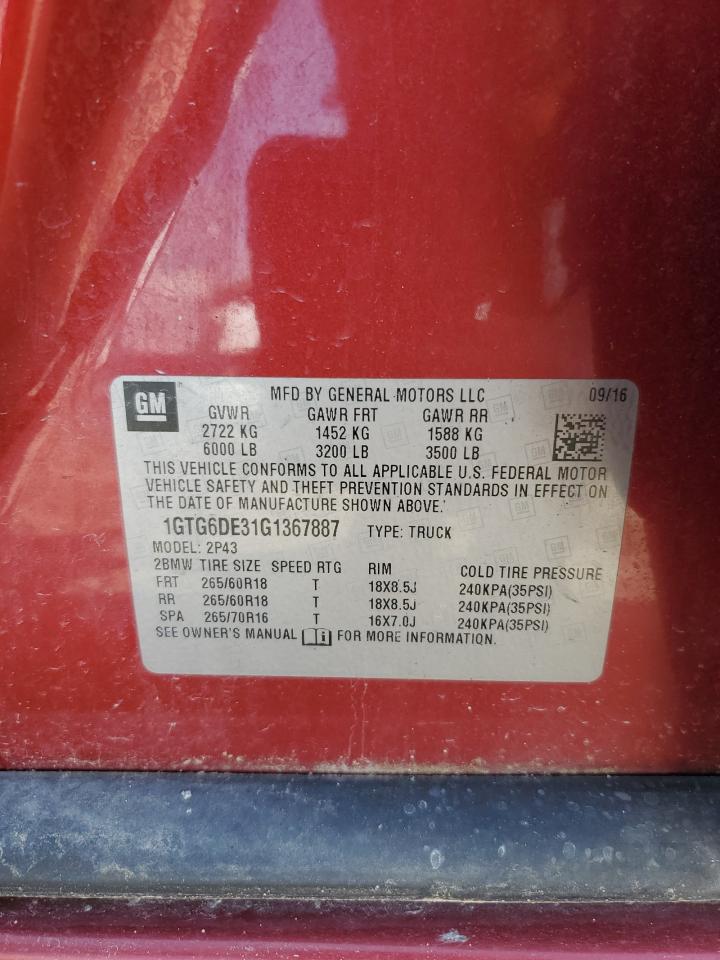 GM
MFD BY GENERAL MOTORS LLC 09/16
GVWR GAWR FRT GAWR RR
2722 KG 1452 KG 1588 KG
6000 LB 3200 LB 3500 LB
THIS VEHICLE CONFORMS TO ALL APPLICABLE U.S. FEDERAL MOTOR
VEHICLE SAFETY AND THEFT PREVENTION STANDARDS IN EFFECT ON
THE DATE OF MANUFACTURE SHOWN ABOVE.
1GTG6DE31G1367887 TYPE: TRUCK
MODEL: 2P43
2BMW TIRE SIZE SPEED RTG RIM COLD TIRE PRESSURE
FRT 265/60R18 T 18X8.5J 240KPA(35PSI)
RR 265/60R18 T 18X8.5J 240KPA(35PSI)
SPA 265/70R16 T 16X7.0J 240KPA(35PSI)
SEE OWNER'S MANUAL i FOR MORE INFORMATION.